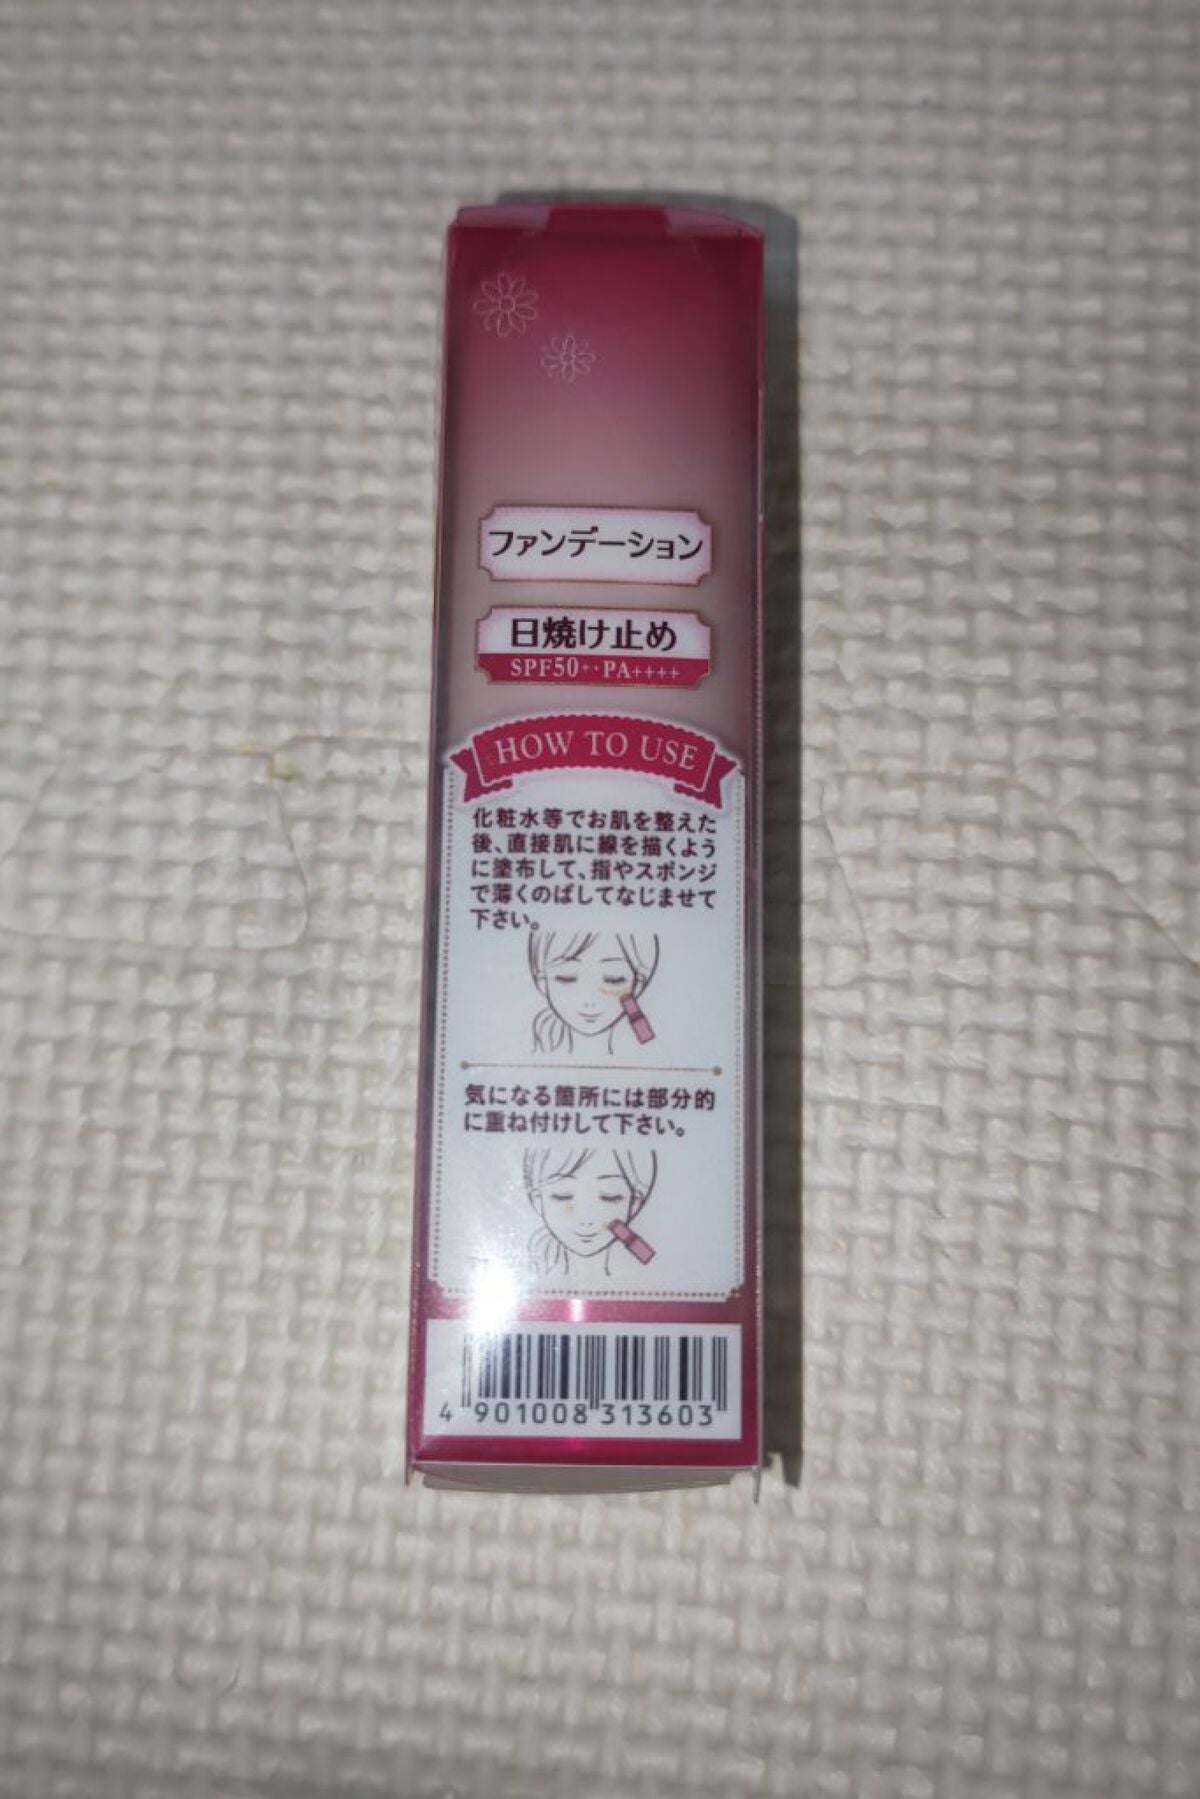 ファンデーション
日焼け止め
SPF50+・PA++++
HOW TO USE
化粧水等でお肌を整えた
後、直接肌に線を描くよう
に塗布して、指やスポンジ
で薄くのばしてなじませて
下さい。
気になる箇所には部分的
に重ね付けして下さい。
4 901008 313603